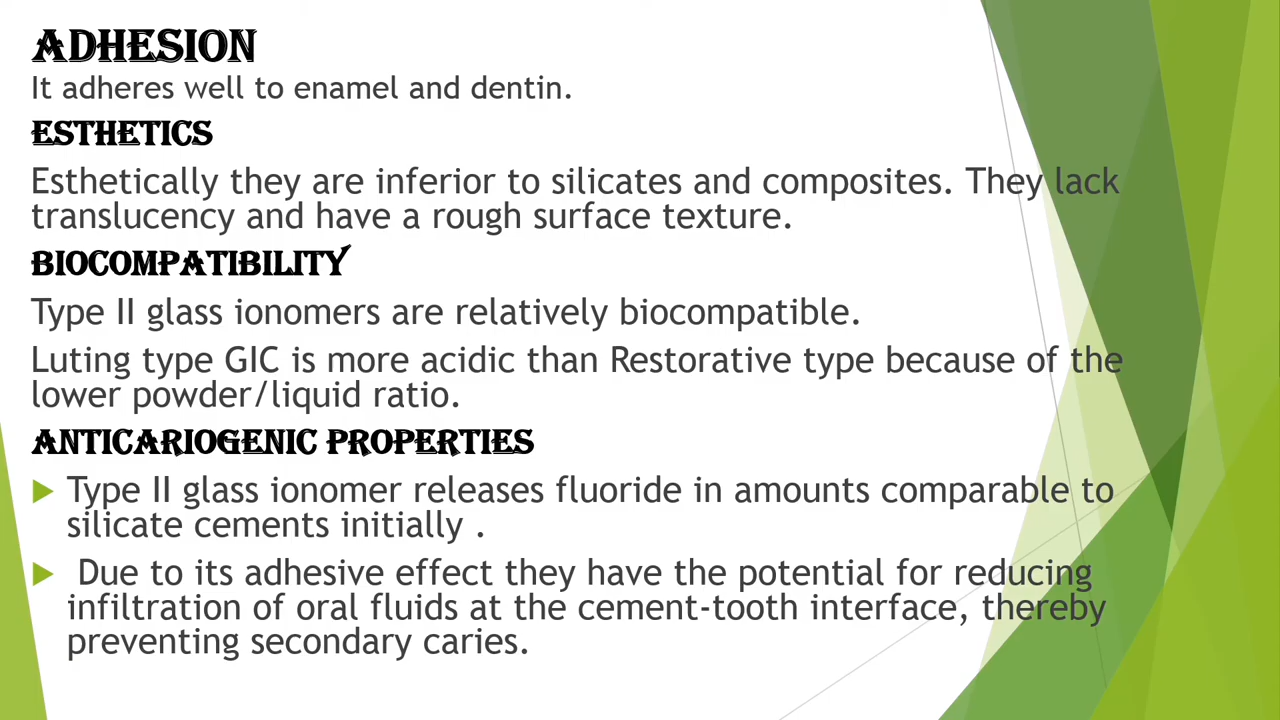 ADHESION
It adheres well to enamel and dentin.
ESTHETICS
Esthetically they are inferior to silicates and composites. They lack
translucency and have a rough surface texture.
BIOCOMPATIBILITY
Type II glass ionomers are relatively biocompatible.
Luting type GIC is more acidic than Restorative type because of the
lower powder/liquid ratio.
ANTICARIOGENIC PROPERTIES
Type II glass ionomer releases fluoride in amounts comparable to
silicate cements initially .
Due to its adhesive effect they have the potential for reducing
infiltration of oral fluids at the cement-tooth interface, thereby
preventing secondary caries.